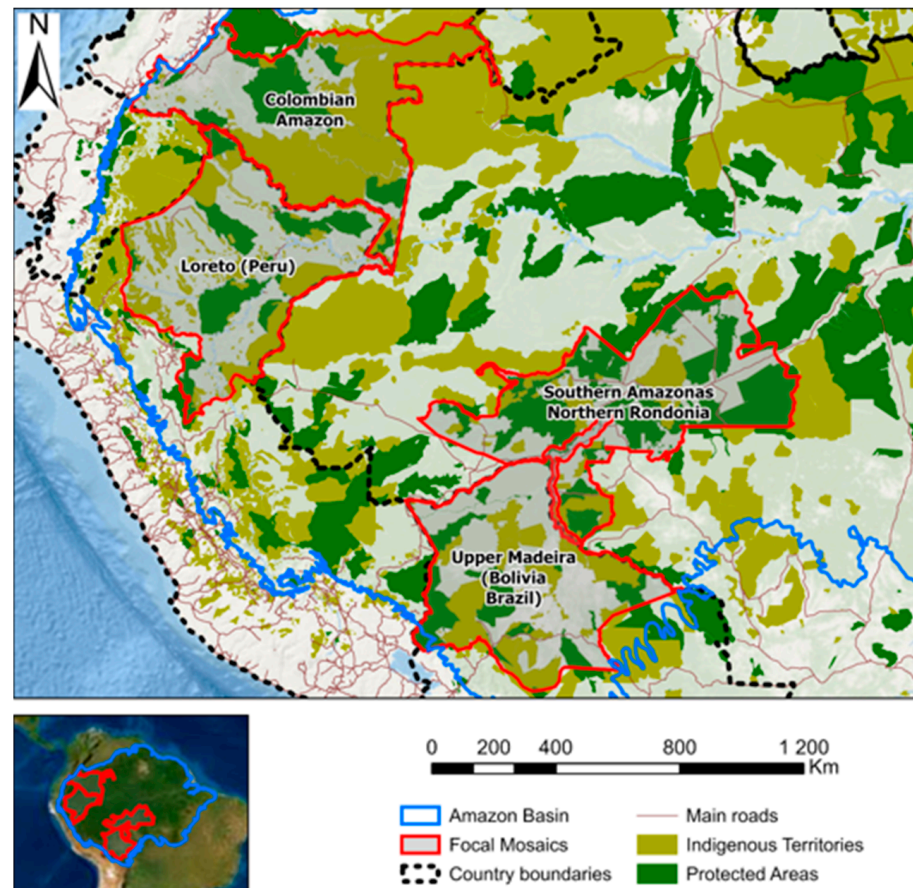 N
Colombian
Amazon
Loreto (Peru)
Southern Amazonas
Northern Rondonia
Upper Madeira
(Bolivia
Brazil)
0 200 400 800 1 200
Km
Amazon Basin
Focal Mosaics
Country boundaries
Main roads
Indigenous Territories
Protected Areas